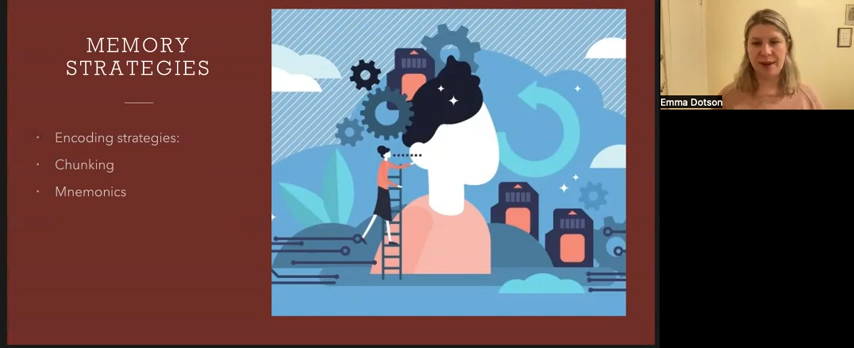 MEMORY
STRATEGIES
Encoding strategies:
Chunking
Mnemonics
Emma Dotson